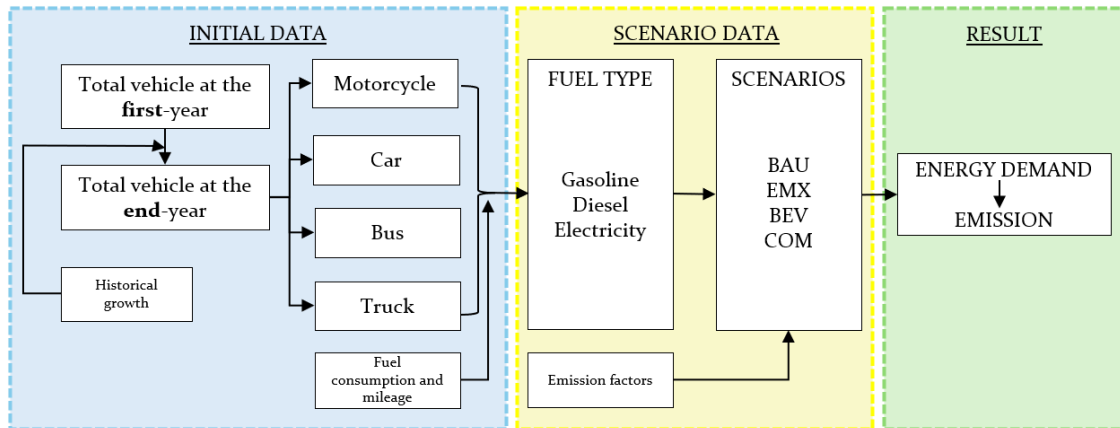 INITIAL DATA
Total vehicle at the
first-year
Total vehicle at the
end-year
Historical
growth
Motorcycle
Car
Bus
Truck
Fuel
consumption and
mileage
SCENARIO DATA
FUEL TYPE
Gasoline
Diesel
Electricity
Emission factors
SCENARIOS
BAU
EMX
BEV
COM
RESULT
ENERGY DEMAND
EMISSION